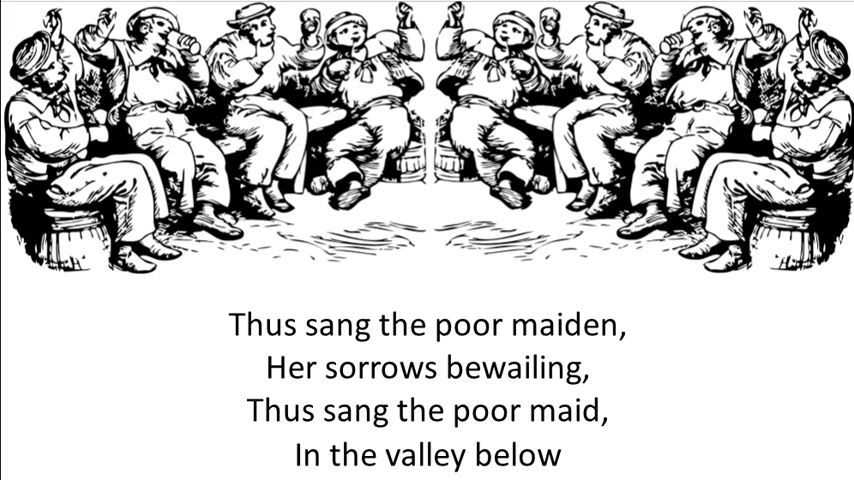 Thus sang the poor maiden,
Her sorrows bewailing,
Thus sang the poor maid,
In the valley below